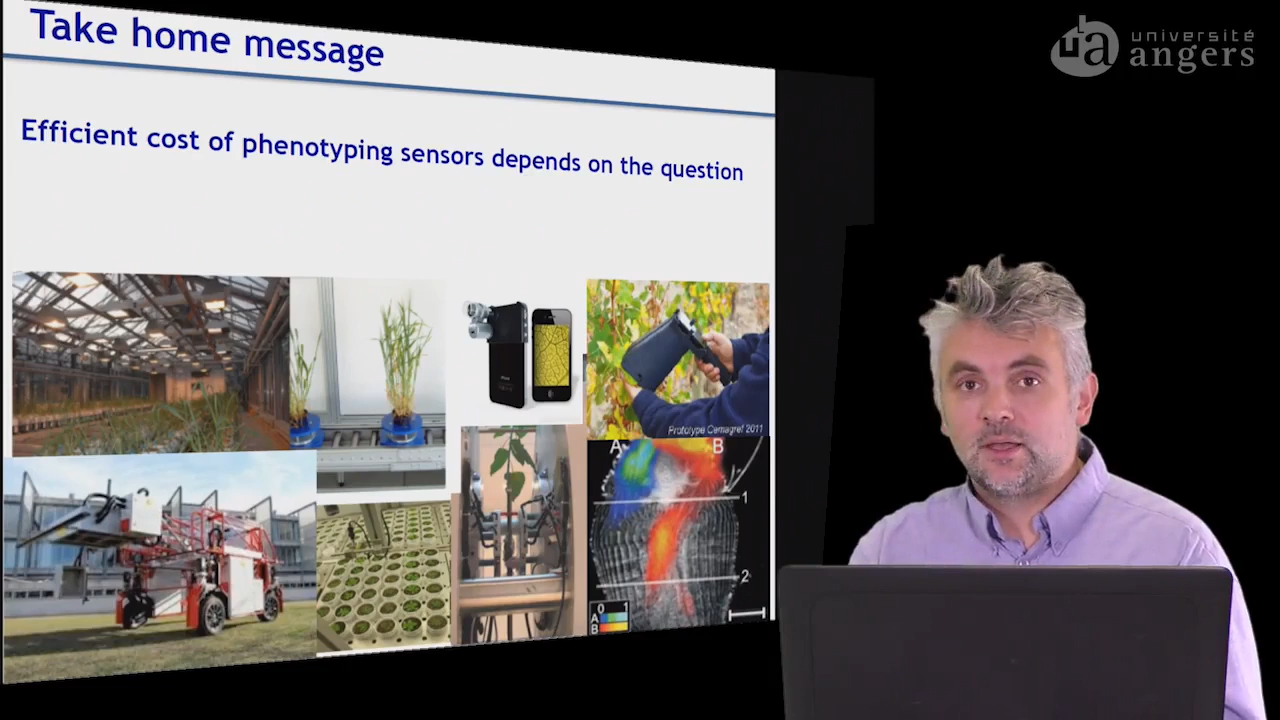 Take home message
université
angers
Efficient cost of phenotyping sensors depends on the question
Prototype Cemagref 2011
A
B
1
2
0 1
A
B